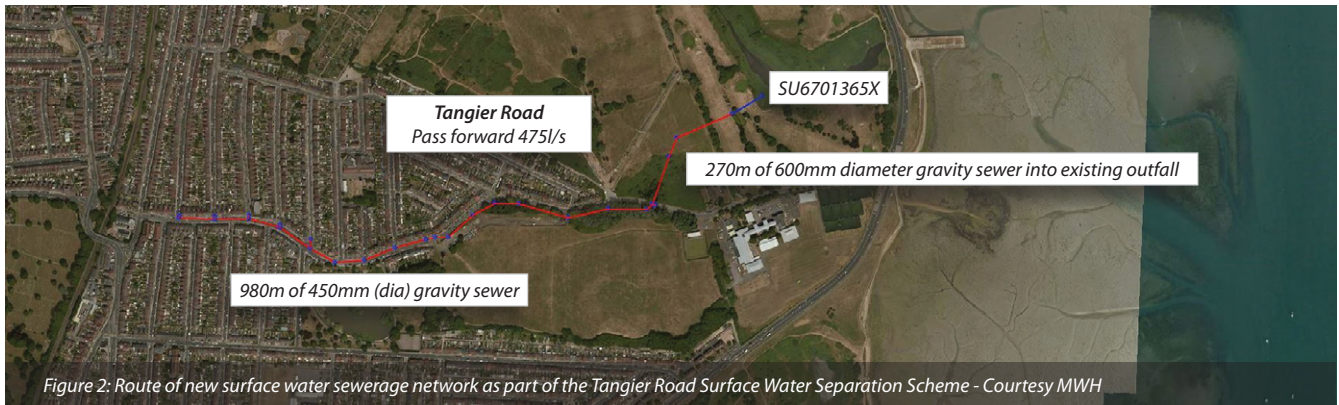 SU6701365X
Tangier Road
Pass forward 475l/s
270m of 600mm diameter gravity sewer into existing outfall
980m of 450mm (dia) gravity sewer
Figure 2: Route of new surface water sewerage network as part of the Tangier Road Surface Water Separation Scheme - Courtesy MWH